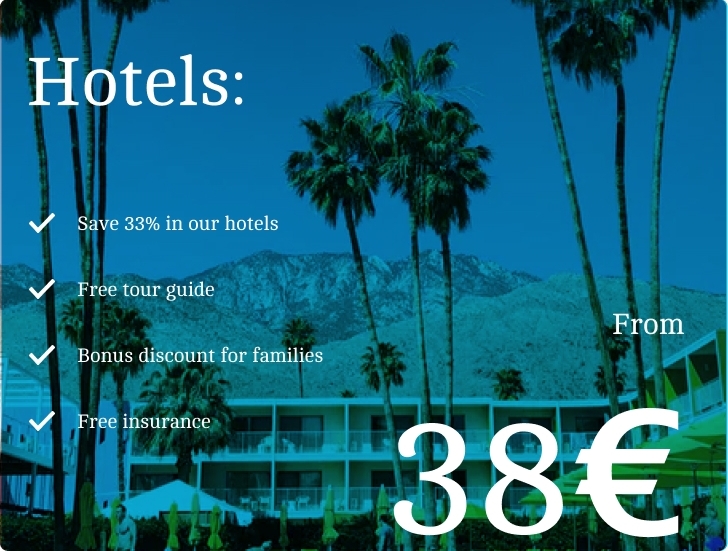 Hotels:
Save 33% in our hotels
Free tour guide
Bonus discount for families
Free insurance
From
38€